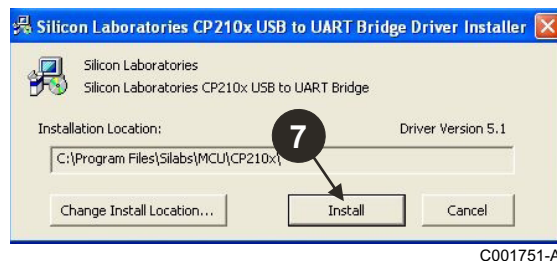 Silicon Laboratories CP210x USB to UART Bridge Driver Installer
Silicon Laboratories
Silicon Laboratories CP210x USB to UART Bridge
Installation Location:
7
Driver Version 5.1
C:\Program Files\Silabs\MCU\CP210x\
Change Install Location...
Install
Cancel
C001751-A